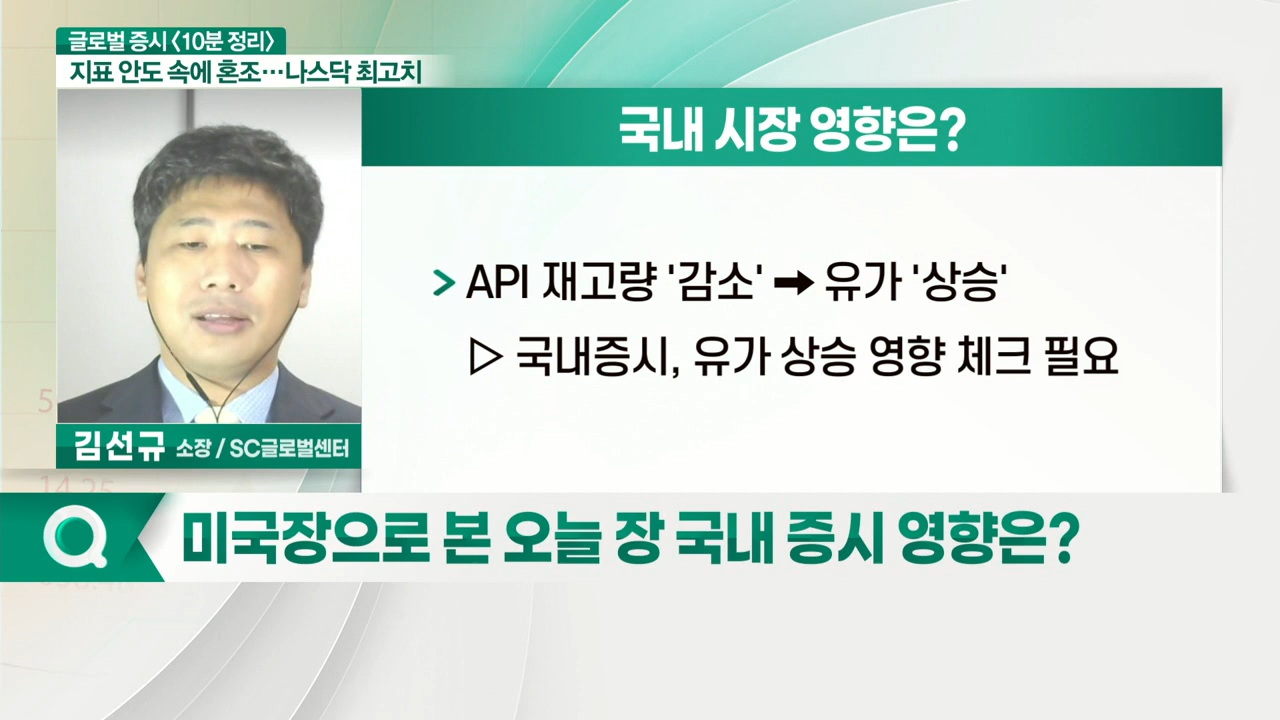 글로벌 증시 <10분 정리>
지표 안도 속에 혼조…나스닥 최고치
국내 시장 영향은?
> API 재고량 '감소' ➡ 유가 '상승'
▷ 국내증시, 유가 상승 영향 체크 필요
김선규 소장 / SC글로벌센터
Q 미국장으로 본 오늘 장 국내 증시 영향은?